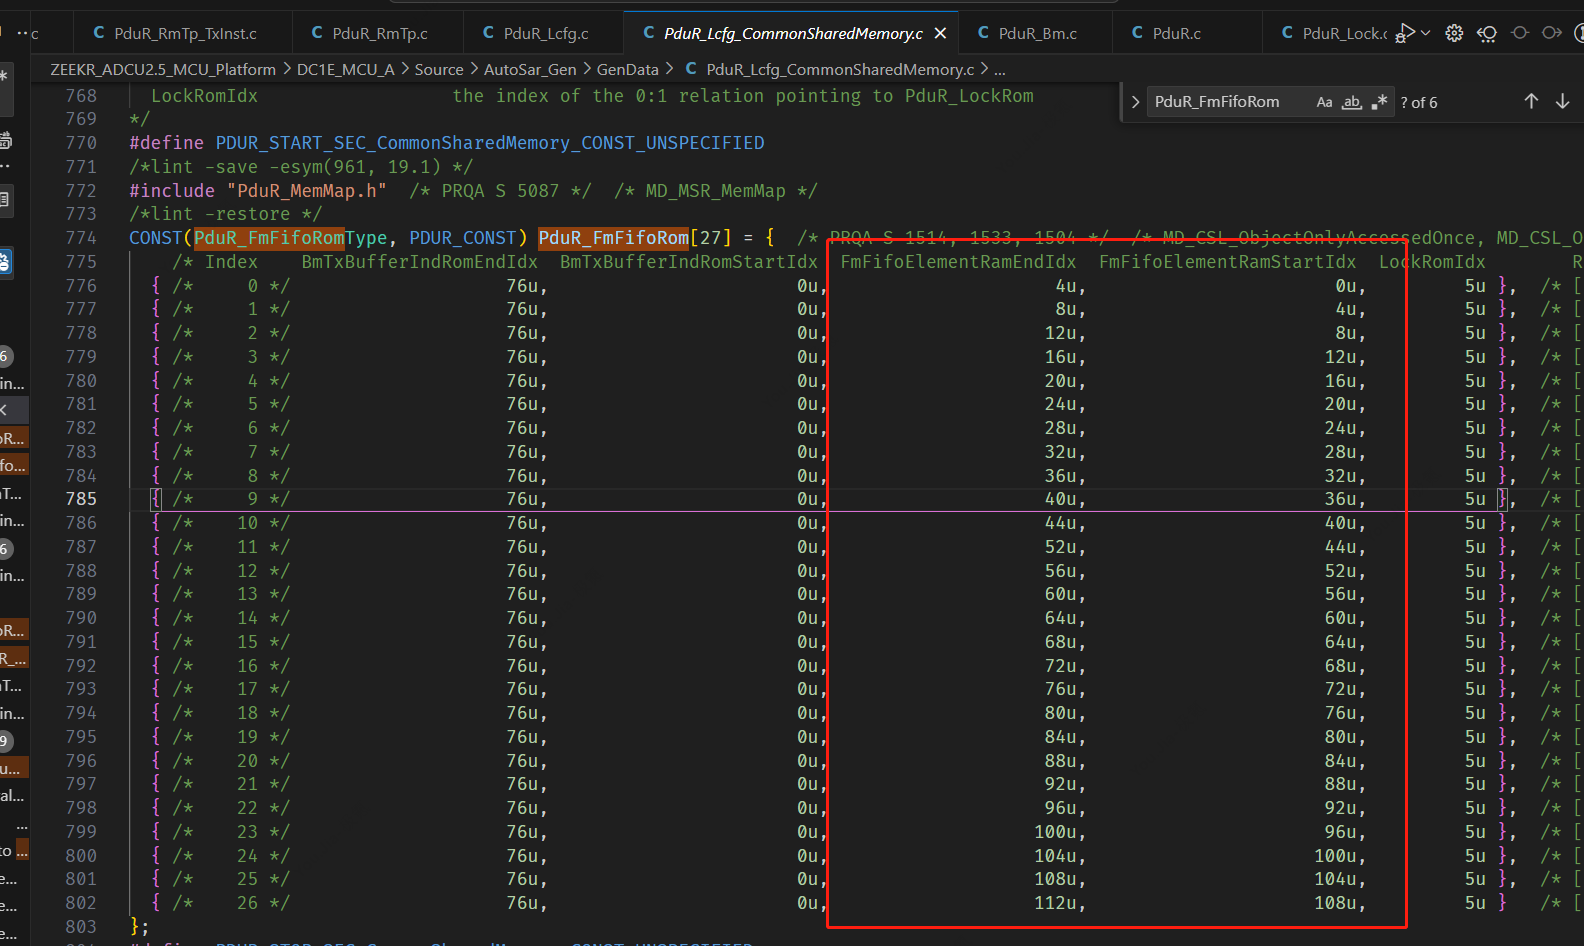 PduR_RmTp_TxInst.c PduR_RmTp.c PduR_Lcfg.c PduR_Lcfg_CommonSharedMemory.c PduR_Bm.c PduR.c PduR_Lock.c
ZEEKR_ADCU2.5_MCU_Platform > DC1E_MCU_A > Source > AutoSar_Gen > GenData > C PduR_Lcfg_CommonSharedMemory.c > ...
PduR_FmFifoRom Aa ab .* ? of 6
768 LockRomIdx the index of the 0:1 relation pointing to PduR_LockRom
769 */
770 #define PDUR_START_SEC_CommonSharedMemory_CONST_UNSPECIFIED
771 /*lint -save -esym(961, 19.1) */
772 #include "PduR_MemMap.h" /* PRQA S 5087 */ /* MD_MSR_MemMap */
773 /*lint -restore */
774 CONST(PduR_FmFifoRomType, PDUR_CONST) PduR_FmFifoRom[27] = { /* PRQA S 1514, 1533, 1504 */ /* MD_CSL_ObjectOnlyAccessedOnce, MD_CSL_O
775 /* Index BmTxBufferIndRomEndIdx BmTxBufferIndRomStartIdx FmFifoElementRamEndIdx FmFifoElementRamStartIdx LockRomIdx R
776 { /* 0 */ 76u, 0u, 4u, 0u, 5u }, /* [
777 { /* 1 */ 76u, 0u, 8u, 4u, 5u }, /* [
778 { /* 2 */ 76u, 0u, 12u, 8u, 5u }, /* [
779 { /* 3 */ 76u, 0u, 16u, 12u, 5u }, /* [
780 { /* 4 */ 76u, 0u, 20u, 16u, 5u }, /* [
781 { /* 5 */ 76u, 0u, 24u, 20u, 5u }, /* [
782 { /* 6 */ 76u, 0u, 28u, 24u, 5u }, /* [
783 { /* 7 */ 76u, 0u, 32u, 28u, 5u }, /* [
784 { /* 8 */ 76u, 0u, 36u, 32u, 5u }, /* [
785 { /* 9 */ 76u, 0u, 40u, 36u, 5u }, /* [
786 { /* 10 */ 76u, 0u, 44u, 40u, 5u }, /* [
787 { /* 11 */ 76u, 0u, 52u, 44u, 5u }, /* [
788 { /* 12 */ 76u, 0u, 56u, 52u, 5u }, /* [
789 { /* 13 */ 76u, 0u, 60u, 56u, 5u }, /* [
790 { /* 14 */ 76u, 0u, 64u, 60u, 5u }, /* [
791 { /* 15 */ 76u, 0u, 68u, 64u, 5u }, /* [
792 { /* 16 */ 76u, 0u, 72u, 68u, 5u }, /* [
793 { /* 17 */ 76u, 0u, 76u, 72u, 5u }, /* [
794 { /* 18 */ 76u, 0u, 80u, 76u, 5u }, /* [
795 { /* 19 */ 76u, 0u, 84u, 80u, 5u }, /* [
796 { /* 20 */ 76u, 0u, 88u, 84u, 5u }, /* [
797 { /* 21 */ 76u, 0u, 92u, 88u, 5u }, /* [
798 { /* 22 */ 76u, 0u, 96u, 92u, 5u }, /* [
799 { /* 23 */ 76u, 0u, 100u, 96u, 5u }, /* [
800 { /* 24 */ 76u, 0u, 104u, 100u, 5u }, /* [
801 { /* 25 */ 76u, 0u, 108u, 104u, 5u }, /* [
802 { /* 26 */ 76u, 0u, 112u, 108u, 5u } /* [
803 };